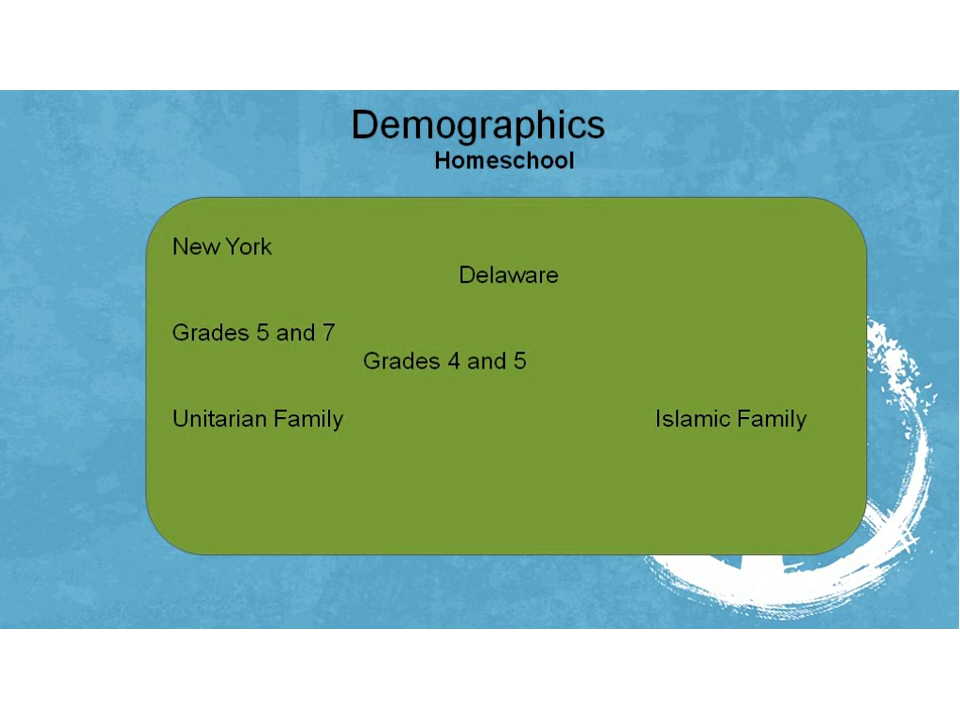 Demographics
Homeschool
New York
Delaware
Grades 5 and 7
Grades 4 and 5
Unitarian Family Islamic Family